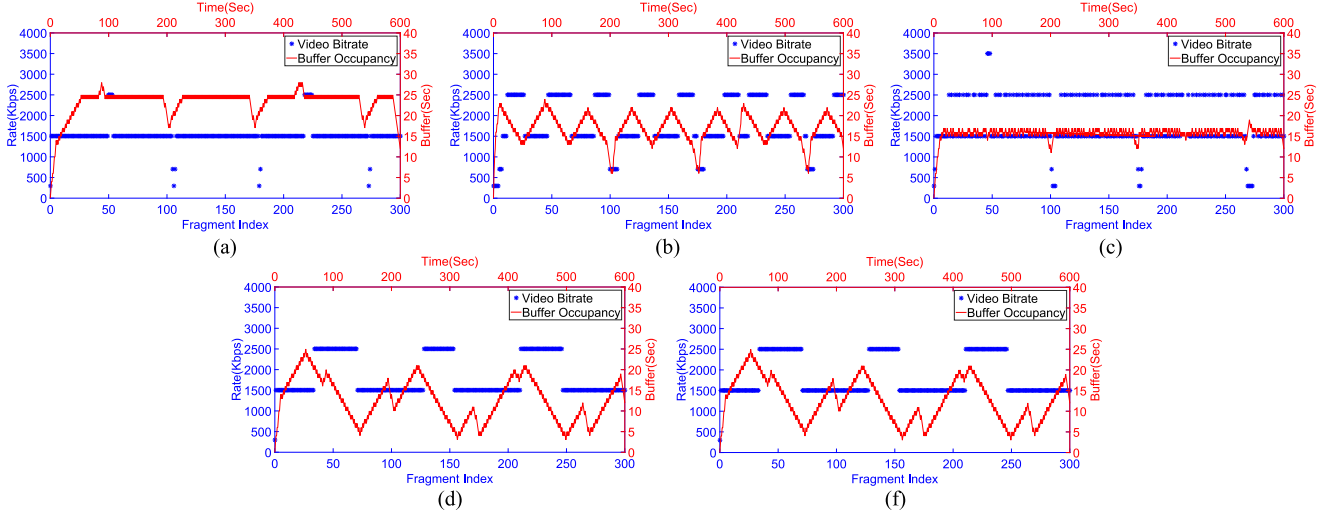 Time(Sec)
0 100 200 300 400 500 600
4000 3500 3000 2500 2000 1500 1000 500 0
Rate(Kbps)
Video Bitrate
Buffer Occupancy
40 35 30 25 20 15 10 5 0
Buffer(Sec)
0 50 100 150 200 250 300
Fragment Index
(a)
Time(Sec)
0 100 200 300 400 500 600
4000 3500 3000 2500 2000 1500 1000 500 0
Rate(Kbps)
Video Bitrate
Buffer Occupancy
40 35 30 25 20 15 10 5 0
Buffer(Sec)
0 50 100 150 200 250 300
Fragment Index
(b)
Time(Sec)
0 100 200 300 400 500 600
4000 3500 3000 2500 2000 1500 1000 500 0
Rate(Kbps)
Video Bitrate
Buffer Occupancy
40 35 30 25 20 15 10 5 0
Buffer(Sec)
0 50 100 150 200 250 300
Fragment Index
(c)
Time(Sec)
0 100 200 300 400 500 600
4000 3500 3000 2500 2000 1500 1000 500 0
Rate(Kbps)
Video Bitrate
Buffer Occupancy
40 35 30 25 20 15 10 5 0
Buffer(Sec)
0 50 100 150 200 250 300
Fragment Index
(d)
Time(Sec)
0 100 200 300 400 500 600
4000 3500 3000 2500 2000 1500 1000 500 0
Rate(Kbps)
Video Bitrate
Buffer Occupancy
40 35 30 25 20 15 10 5 0
Buffer(Sec)
0 50 100 150 200 250 300
Fragment Index
(f)